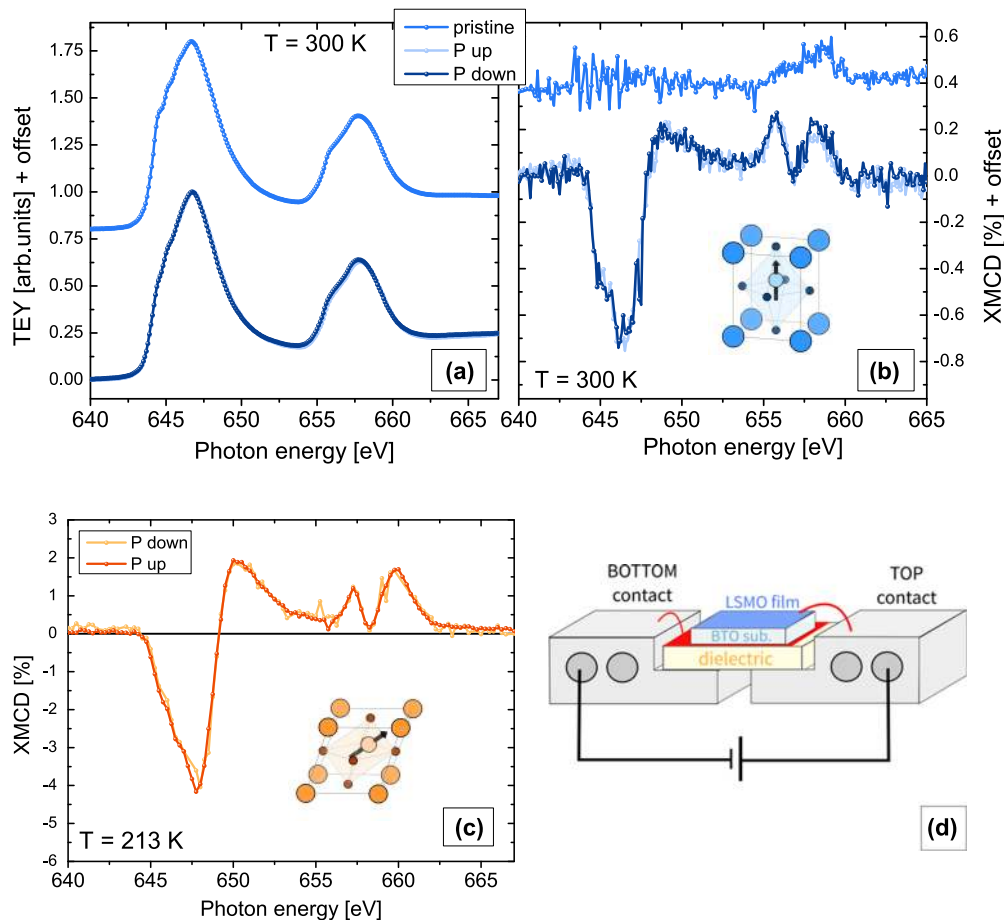 T = 300 K
pristine
P up
P down
1.75
1.50
1.25
1.00
0.75
0.50
0.25
0.00
TEY [arb.units] + offset
640 645 650 655 660 665
Photon energy [eV]
(a)
0.6
0.4
0.2
0.0
-0.2
-0.4
-0.6
-0.8
XMCD [%] + offset
T = 300 K
(b)
640 645 650 655 660 665
Photon energy [eV]
3
2
1
0
-1
-2
-3
-4
-5
-6
XMCD [%]
P down
P up
T = 213 K
(c)
640 645 650 655 660 665
Photon energy [eV]
BOTTOM
contact
TOP
contact
LSMO film
BTO sub.
dielectric
(d)